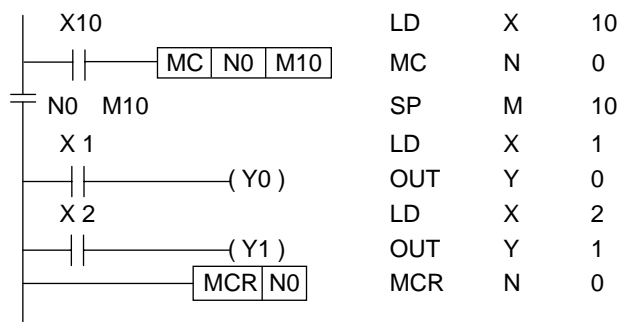 X10 LD X 10
MC N0 M10 MC N 0
N0 M10 SP M 10
X 1 LD X 1
( Y0 ) OUT Y 0
X 2 LD X 2
( Y1 ) OUT Y 1
MCR N0 MCR N 0